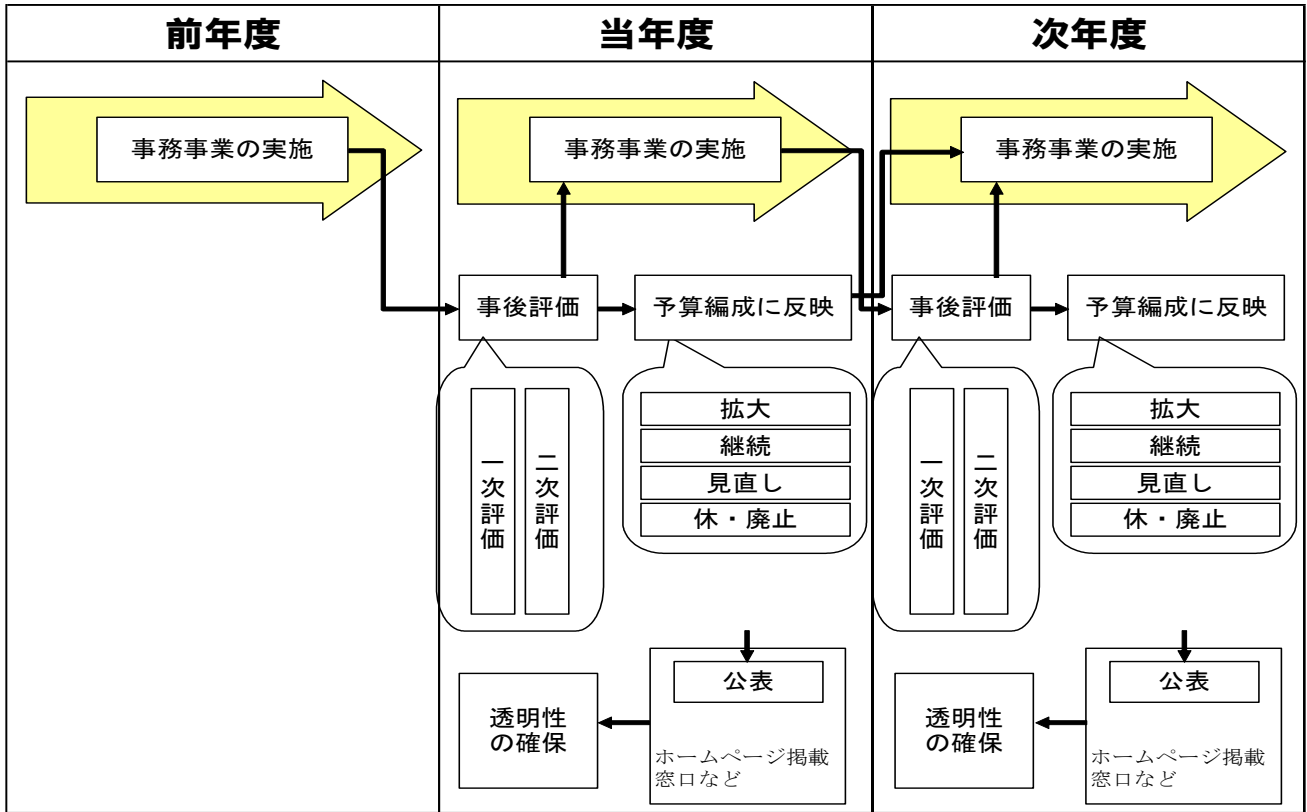 前年度
当年度
次年度
事務事業の実施
事務事業の実施
事務事業の実施
事後評価
予算編成に反映
事後評価
予算編成に反映
一次評価
二次評価
拡大
継続
見直し
休・廃止
一次評価
二次評価
拡大
継続
見直し
休・廃止
公表
透明性
の確保
ホームページ掲載
窓口など
公表
透明性
の確保
ホームページ掲載
窓口など